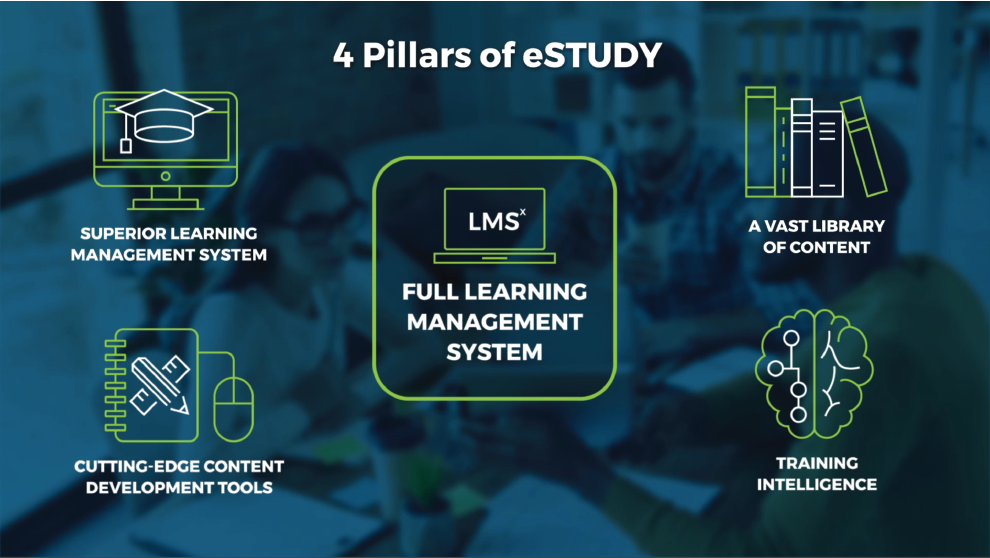 4 Pillars of eSTUDY
SUPERIOR LEARNING
MANAGEMENT SYSTEM
LMSˣ
FULL LEARNING
MANAGEMENT
SYSTEM
A VAST LIBRARY
OF CONTENT
CUTTING-EDGE CONTENT
DEVELOPMENT TOOLS
TRAINING
INTELLIGENCE